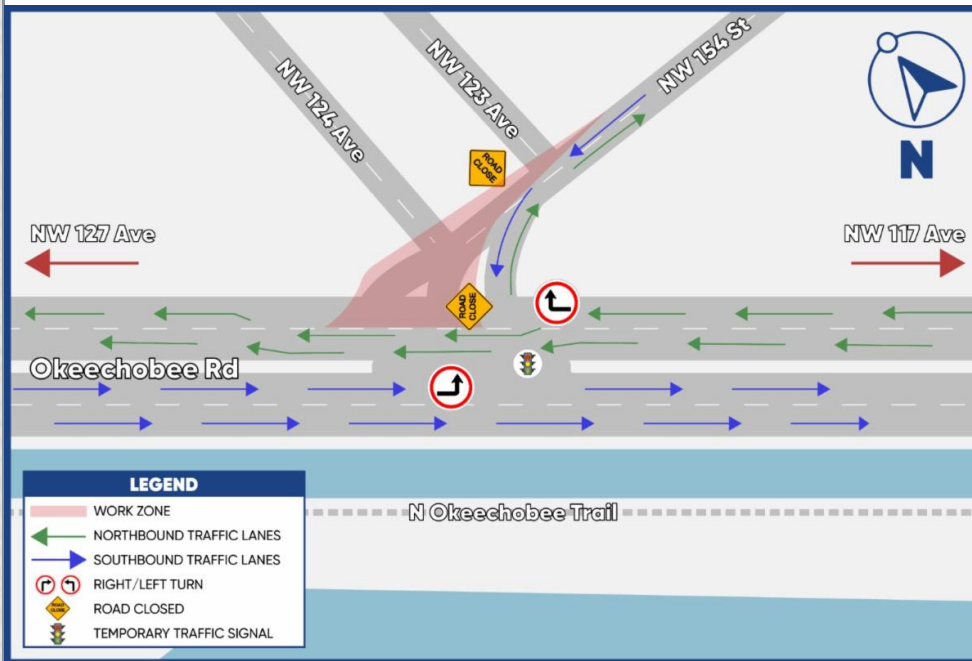 NW 124 Ave
NW 123 Ave
NW 154 St
N
ROAD
CLOSE
NW 127 Ave
NW 117 Ave
ROAD
CLOSE
Okeechobee Rd
N Okeechobee Trail
LEGEND
WORK ZONE
NORTHBOUND TRAFFIC LANES
SOUTHBOUND TRAFFIC LANES
RIGHT/LEFT TURN
ROAD
CLOSE
ROAD CLOSED
TEMPORARY TRAFFIC SIGNAL